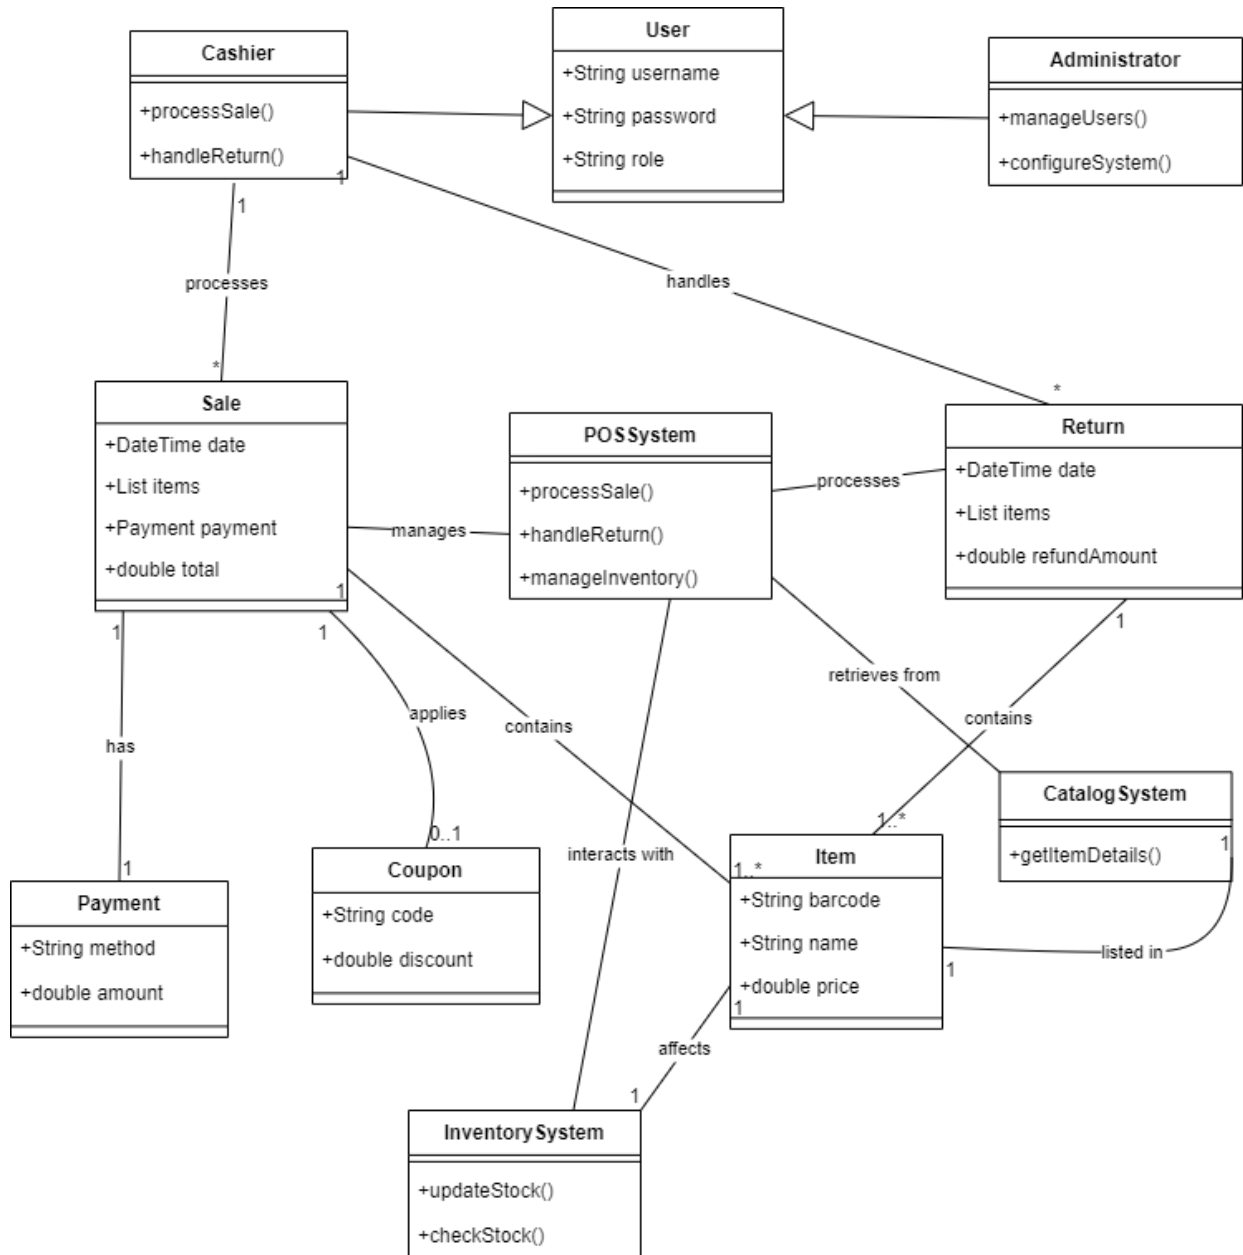 Cashier
+processSale()
+handleReturn()
1
1
User
+String username
+String password
+String role
Administrator
+manageUsers()
+configureSystem()
processes
handles
*
*
Sale
+DateTime date
+List items
+Payment payment
+double total
1
1
1
manages
POSSystem
+processSale()
+handleReturn()
+manageInventory()
processes
Return
+DateTime date
+List items
+double refundAmount
1
retrieves from
contains
applies
contains
has
CatalogSystem
+getItemDetails()
1
1..*
0..1
1
interacts with
Payment
+String method
+double amount
Coupon
+String code
+double discount
Item
1..*
+String barcode
+String name
+double price
1
1
listed in
affects
1
InventorySystem
+updateStock()
+checkStock()